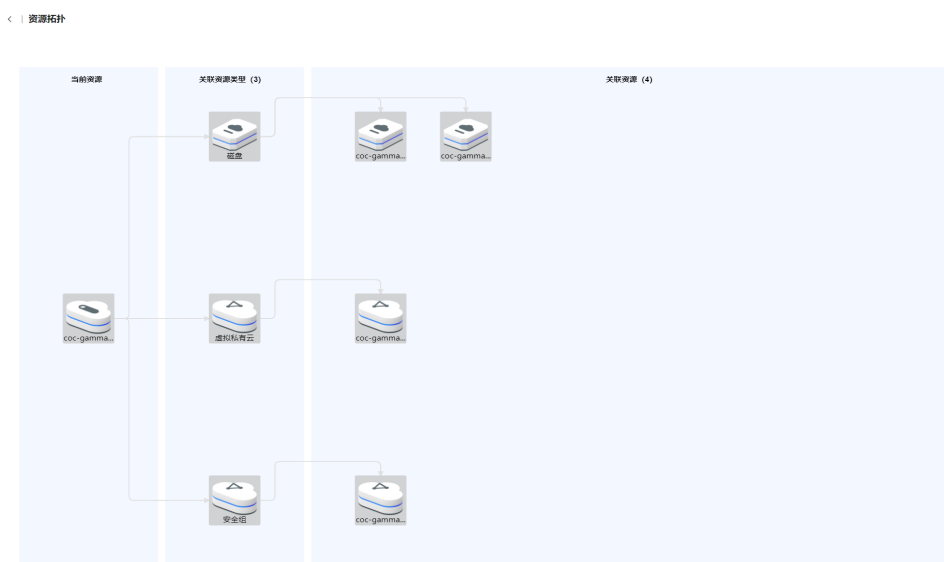 资源拓扑
当前资源
关联资源类型（3）
关联资源（4）
磁盘
coc-gamma...
coc-gamma...
coc-gamma...
虚拟私有云
coc-gamma...
安全组
coc-gamma...